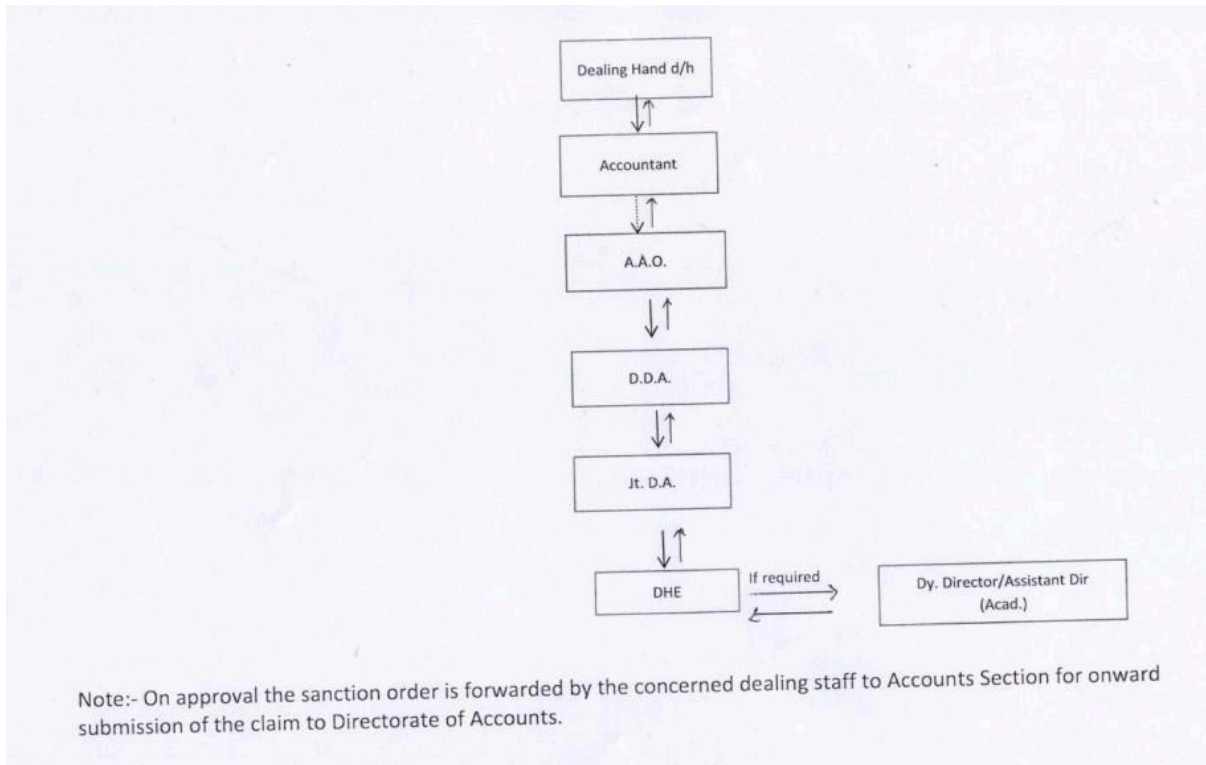 Dealing Hand d/h
Accountant
A.A.O.
D.D.A.
Jt. D.A.
DHE
If required
Dy. Director/Assistant Dir
(Acad.)
Note:- On approval the sanction order is forwarded by the concerned dealing staff to Accounts Section for onward
submission of the claim to Directorate of Accounts.